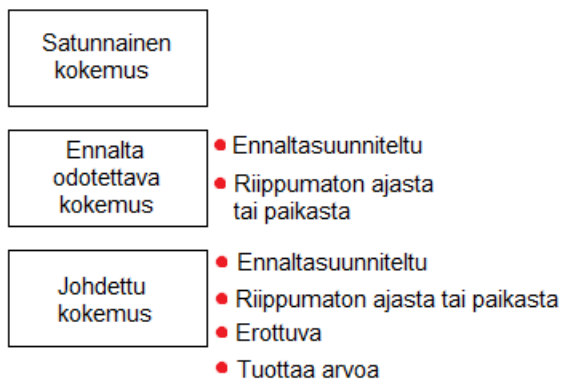 Satunnainen
kokemus
Ennalta
odotettava
kokemus
Ennaltasuunniteltu
Riippumaton ajasta
tai paikasta
Johdettu
kokemus
Ennaltasuunniteltu
Riippumaton ajasta tai paikasta
Erottuva
Tuottaa arvoa